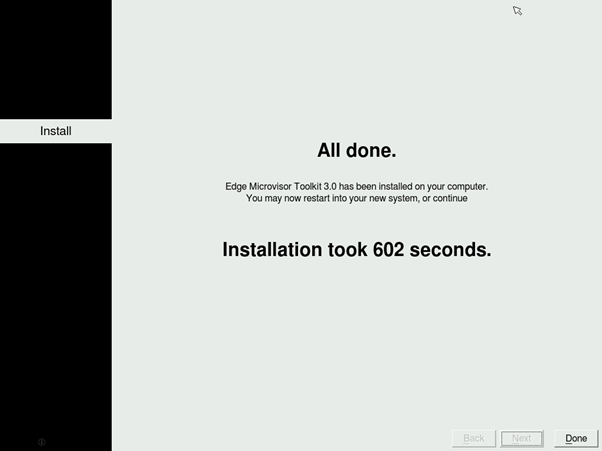 Install
All done.
Edge Microvisor Toolkit 3.0 has been installed on your computer.
You may now restart into your new system, or continue
Installation took 602 seconds.
Back
Next
Done